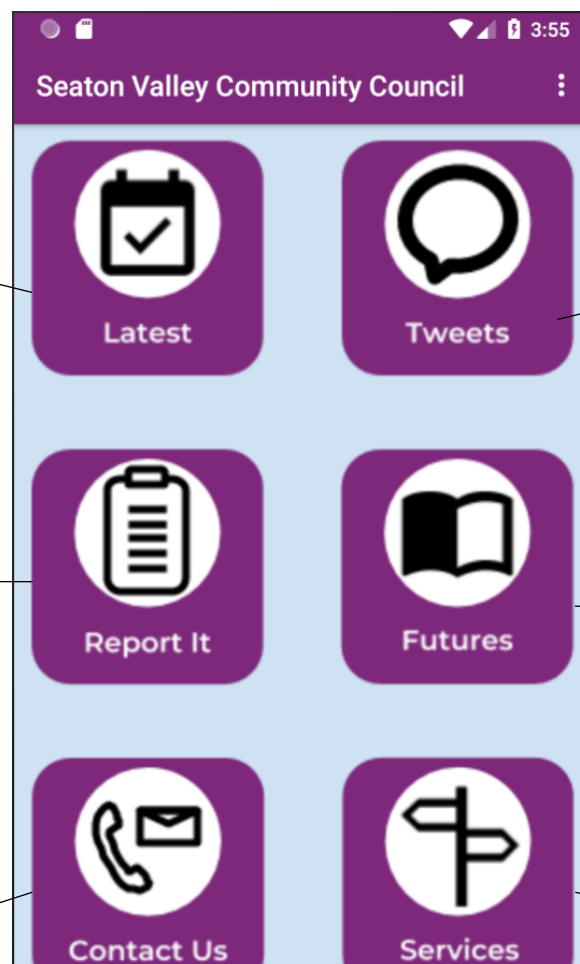 3:55
Seaton Valley Community Council
Latest
Tweets
Report It
Futures
Contact Us
Services